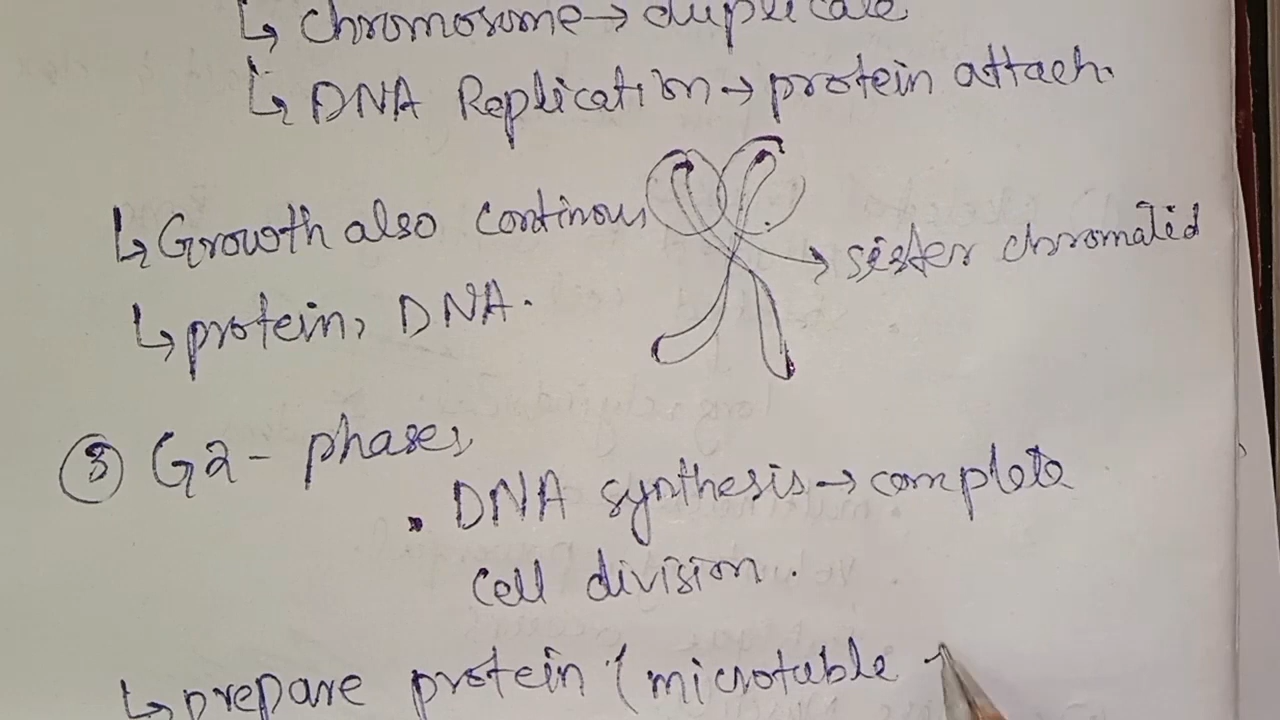 ↳ Chromosome → duplicate
↳ DNA Replication → protein attach.
↳ Growth also continous
→ sister chromatid
↳ protein, DNA.
③ G2 - phases
. DNA synthesis → complete
cell division.
↳ prepare protein (microtuble